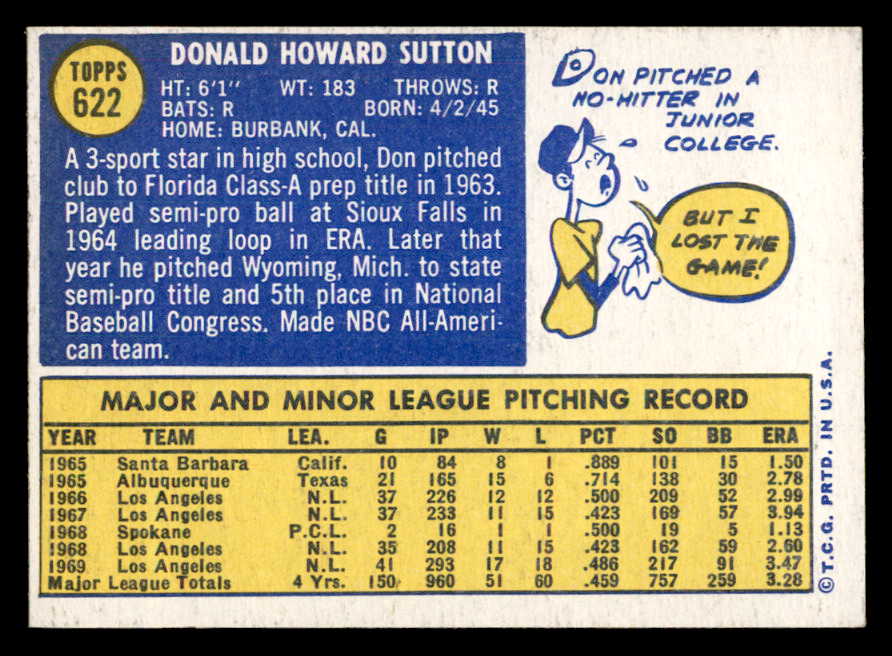 TOPPS
622
DONALD HOWARD SUTTON
HT: 6'1" WT: 183 THROWS: R
BATS: R BORN: 4/2/45
HOME: BURBANK, CAL.
A 3-sport star in high school, Don pitched
club to Florida Class-A prep title in 1963.
Played semi-pro ball at Sioux Falls in
1964 leading loop in ERA. Later that
year he pitched Wyoming, Mich. to state
semi-pro title and 5th place in National
Baseball Congress. Made NBC All-Ameri-
can team.
DON PITCHED A
NO-HITTER IN
JUNIOR
COLLEGE.
BUT I
LOST THE
GAME!
MAJOR AND MINOR LEAGUE PITCHING RECORD
YEAR TEAM LEA. G IP W L PCT SO BB ERA
1965 Santa Barbara Calif. 10 84 8 1 .889 101 15 1.50
1965 Albuquerque Texas 21 165 15 6 .714 138 30 2.78
1966 Los Angeles N.L. 37 226 12 12 .500 209 52 2.99
1967 Los Angeles N.L. 37 233 11 15 .423 169 57 3.94
1968 Spokane P.C.L. 2 16 1 1 .500 19 5 1.13
1968 Los Angeles N.L. 35 208 11 15 .423 162 59 2.60
1969 Los Angeles N.L. 41 293 17 18 .486 217 91 3.47
Major League Totals 4 Yrs. 150 960 51 60 .459 757 259 3.28
© T.C.G. PRTD. IN U.S.A.